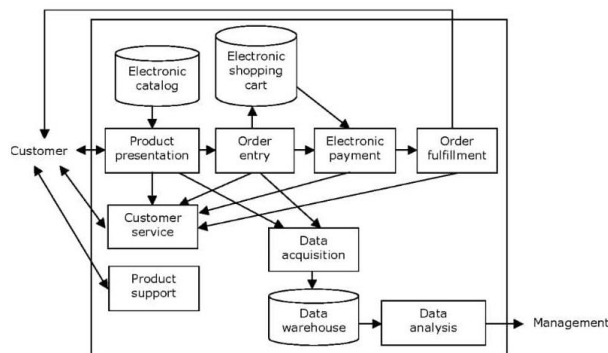 Electronic
catalog
Electronic
shopping
cart
Customer
Product
presentation
Order
entry
Electronic
payment
Order
fulfillment
Customer
service
Data
acquisition
Product
support
Data
warehouse
Data
analysis
Management